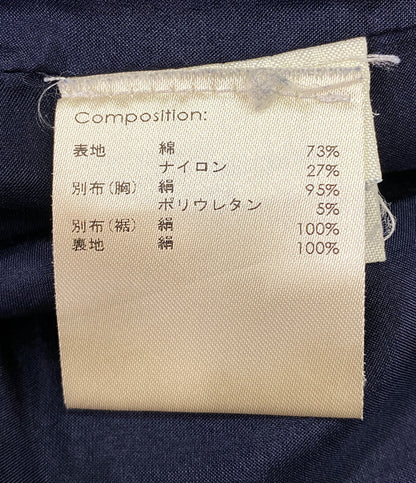 Composition:
表地 綿 73%
ナイロン 27%
別布(胸) 絹 95%
ポリウレタン 5%
別布(裾) 絹 100%
裏地 絹 100%